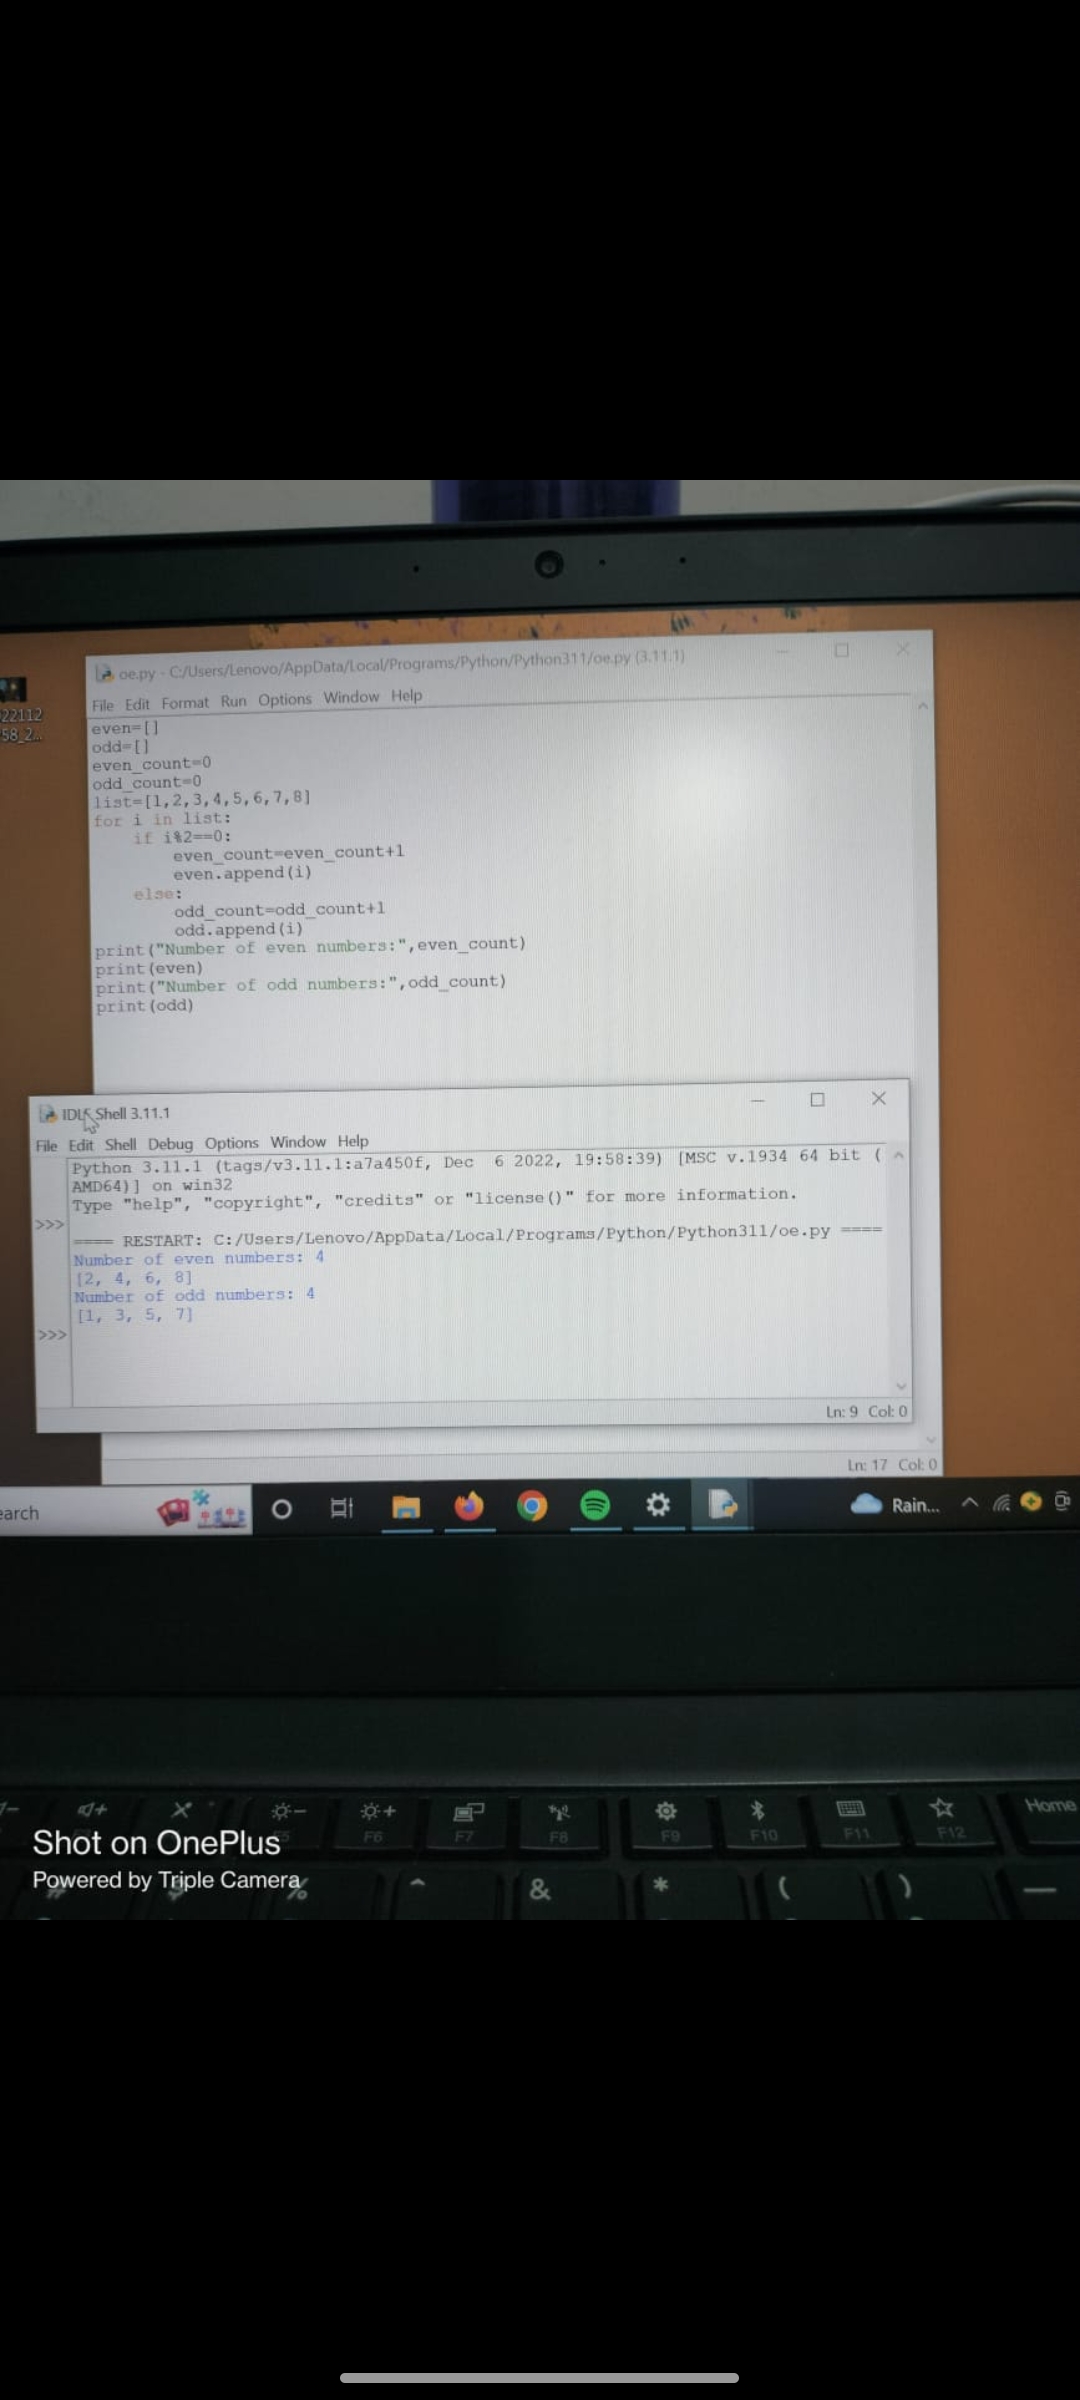 22112
58_2...
oe.py - C:/Users/Lenovo/AppData/Local/Programs/Python/Python311/oe.py (3.11.1)
File Edit Format Run Options Window Help
even=[]
odd=[]
even_count=0
odd_count=0
list=[1,2,3,4,5,6,7,8]
for i in list:
    if i%2==0:
        even_count=even_count+1
        even.append(i)
    else:
        odd_count=odd_count+1
        odd.append(i)
print("Number of even numbers:",even_count)
print(even)
print("Number of odd numbers:",odd_count)
print(odd)
IDLE Shell 3.11.1
File Edit Shell Debug Options Window Help
Python 3.11.1 (tags/v3.11.1:a7a450f, Dec  6 2022, 19:58:39) [MSC v.1934 64 bit (
AMD64)] on win32
Type "help", "copyright", "credits" or "license()" for more information.
>>>
==== RESTART: C:/Users/Lenovo/AppData/Local/Programs/Python/Python311/oe.py ====
Number of even numbers: 4
[2, 4, 6, 8]
Number of odd numbers: 4
[1, 3, 5, 7]
>>>
Ln: 9 Col: 0
Ln: 17 Col: 0
earch
Rain...
Home
F5 F6 F7 F8 F9 F10 F11 F12
Shot on OnePlus
Powered by Triple Camera
# $ % ^ & * ( ) —